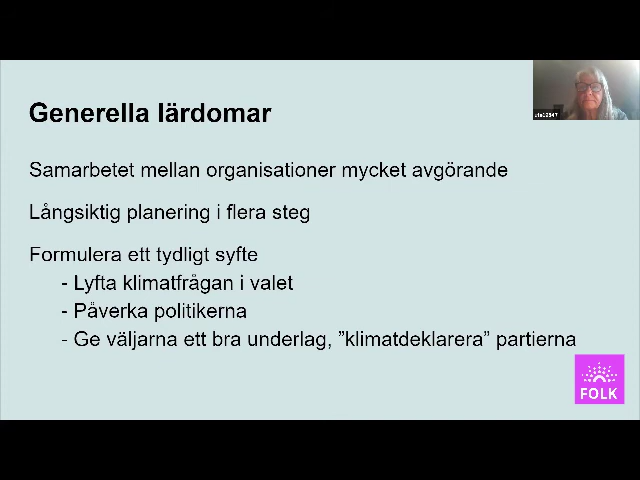 Generella lärdomar
Samarbetet mellan organisationer mycket avgörande
Långsiktig planering i flera steg
Formulera ett tydligt syfte
- Lyfta klimatfrågan i valet
- Påverka politikerna
- Ge väljarna ett bra underlag, ”klimatdeklarera” partierna
FOLK